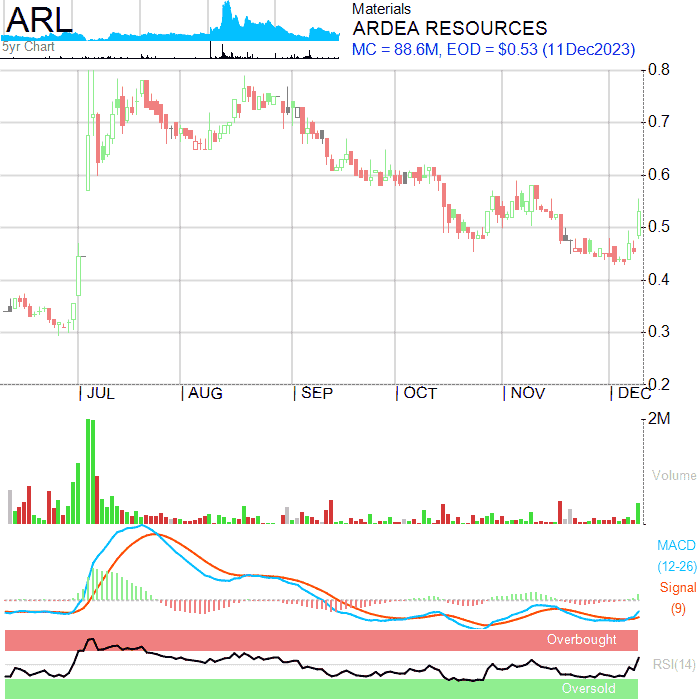 ARL
5yr Chart
Materials
ARDEA RESOURCES
MC = 88.6M, EOD = $0.53 (11Dec2023)
0.8
0.7
0.6
0.5
0.4
0.3
0.2
JUL AUG SEP OCT NOV DEC
2M
Volume
MACD
(12-26)
Signal
(9)
Overbought
RSI(14)
Oversold